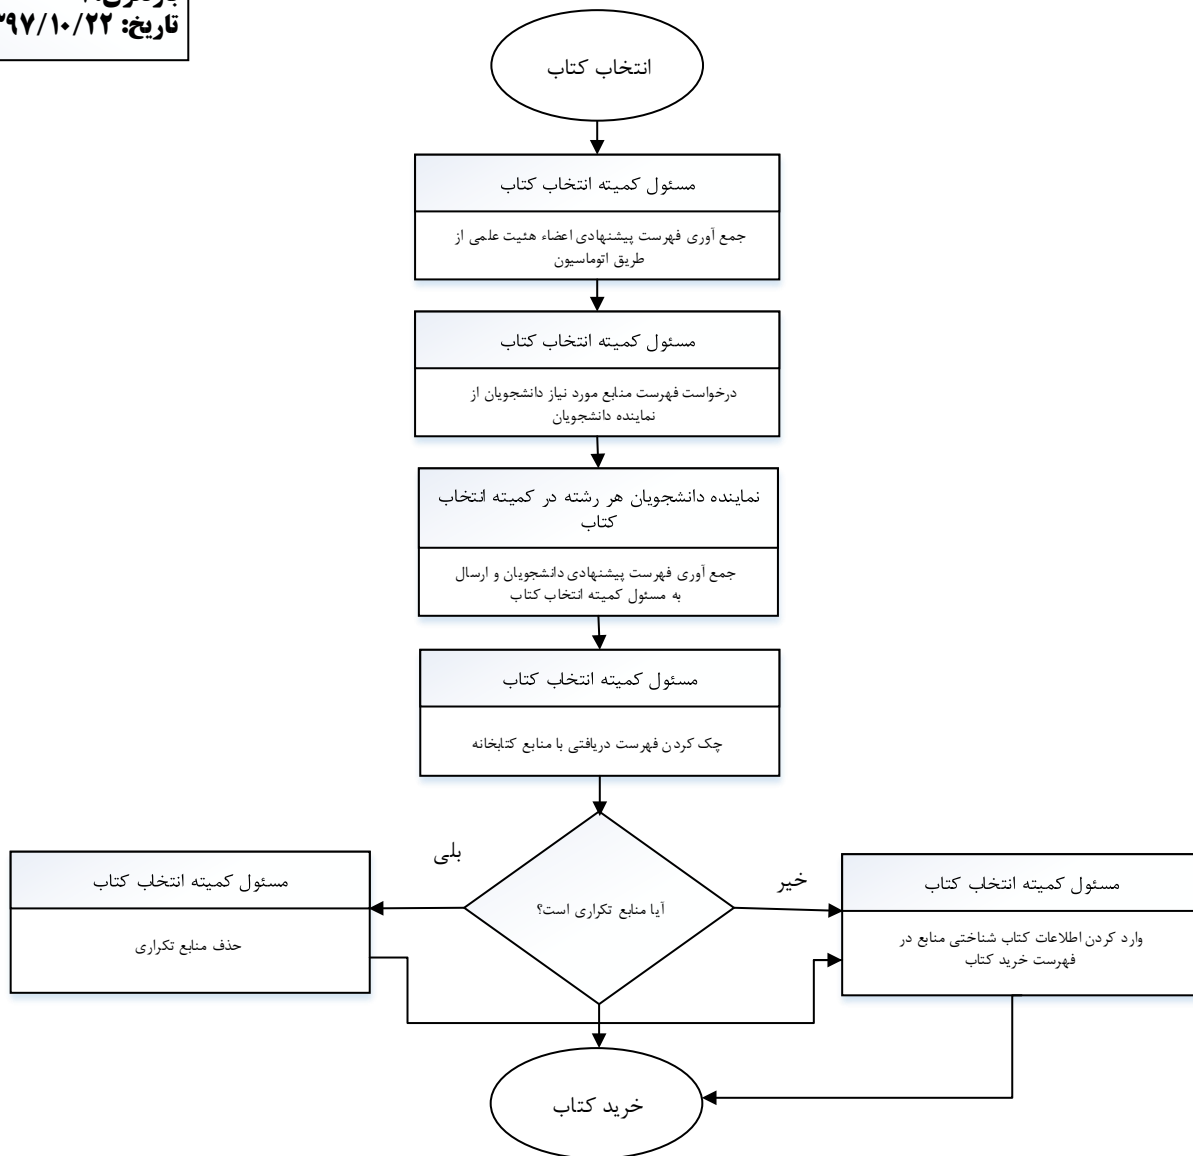 تاریخ: ۳۹۷/۱۰/۲۲
انتخاب کتاب
مسئول کمیته انتخاب کتاب
جمع آوری فهرست پیشنهادی اعضاء هئیت علمی از
طریق اتوماسیون
مسئول کمیته انتخاب کتاب
درخواست فهرست منابع مورد نیاز دانشجویان از
نماینده دانشجویان
نماینده دانشجویان هر رشته در کمیته انتخاب
کتاب
جمع آوری فهرست پیشنهادی دانشجویان و ارسال
به مسئول کمیته انتخاب کتاب
مسئول کمیته انتخاب کتاب
چک کردن فهرست دریافتی با منابع کتابخانه
آیا منابع تکراری است؟
خیر
مسئول کمیته انتخاب کتاب
وارد کردن اطلاعات کتاب شناختی منابع در
فهرست خرید کتاب
بلی
مسئول کمیته انتخاب کتاب
حذف منابع تکراری
خرید کتاب